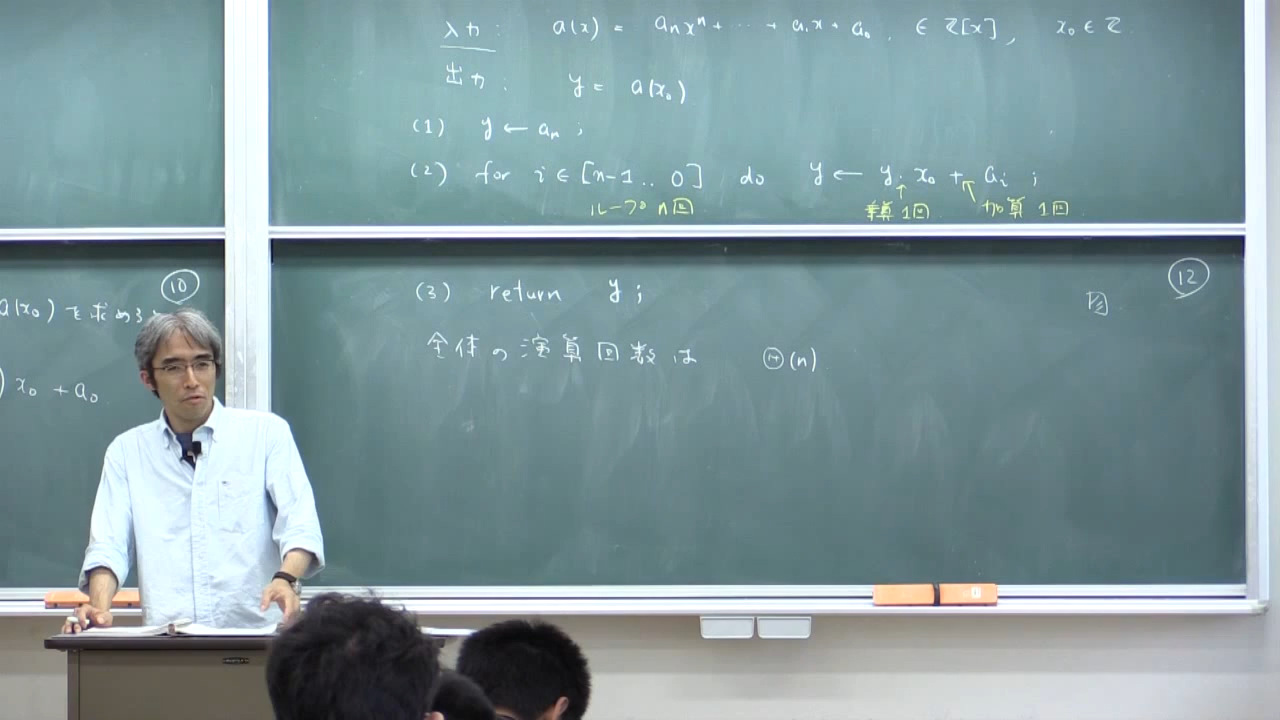 入力: a(x) = aₙxⁿ + ⋯ + a₁x + a₀, ∈ Z[x], x₀ ∈ Z.
出力: y = a(x₀)
(1) y ← aₙ ;
(2) for i ∈ [n-1 .. 0] do y ← y · x₀ + aᵢ ;
ループ n回 乗算 1回 加算 1回
⑩
a(x₀) を求める
) x₀ + a₀
⑫
(3) return y ;
全体の演算回数は Θ(n)